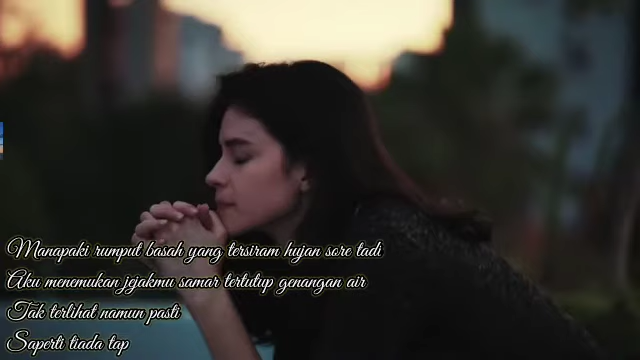 Manapaki rumput basah yang tersiram hujan sore tadi
Aku menemukan jejakmu samar tertutup genangan air
Tak terlihat namun pasti
Saperti tiada tap